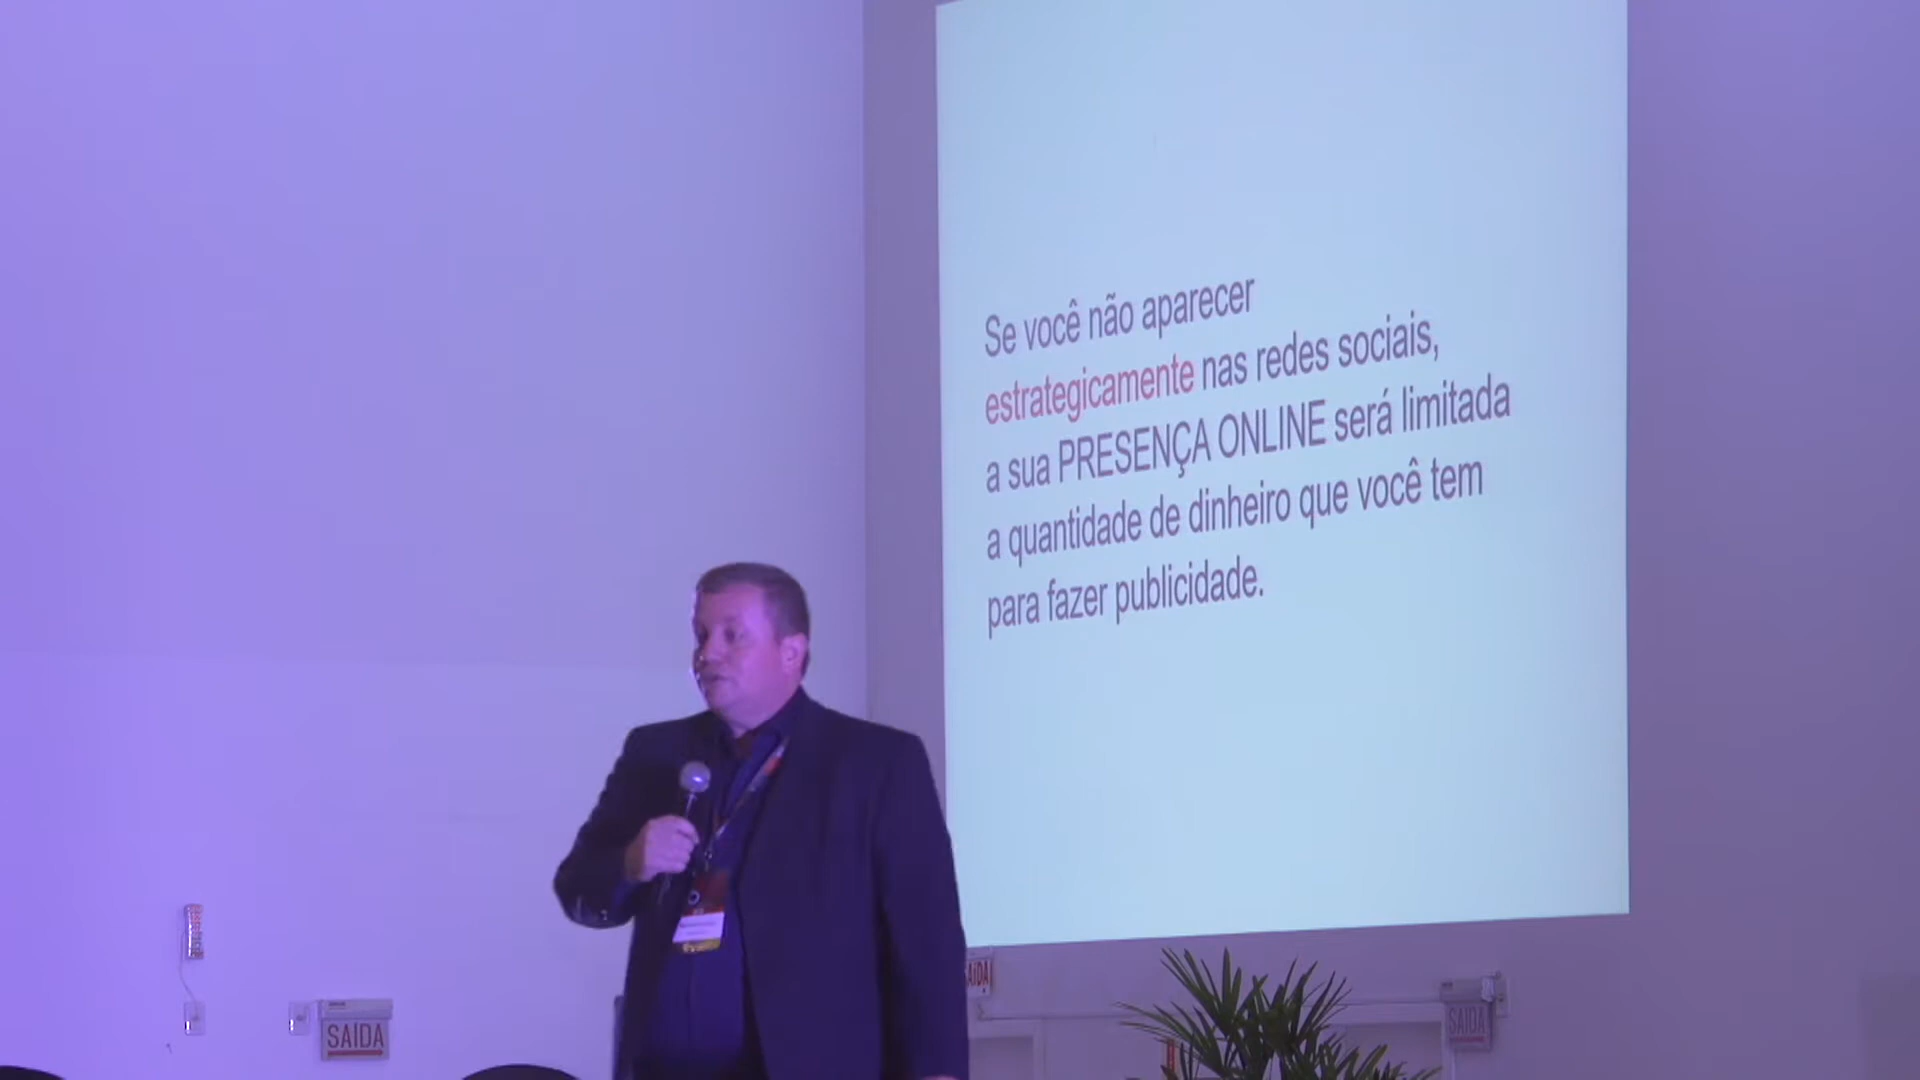 Se você não aparecer
estrategicamente nas redes sociais,
a sua PRESENÇA ONLINE será limitada
a quantidade de dinheiro que você tem
para fazer publicidade.
SAÍDA
SAÍDA